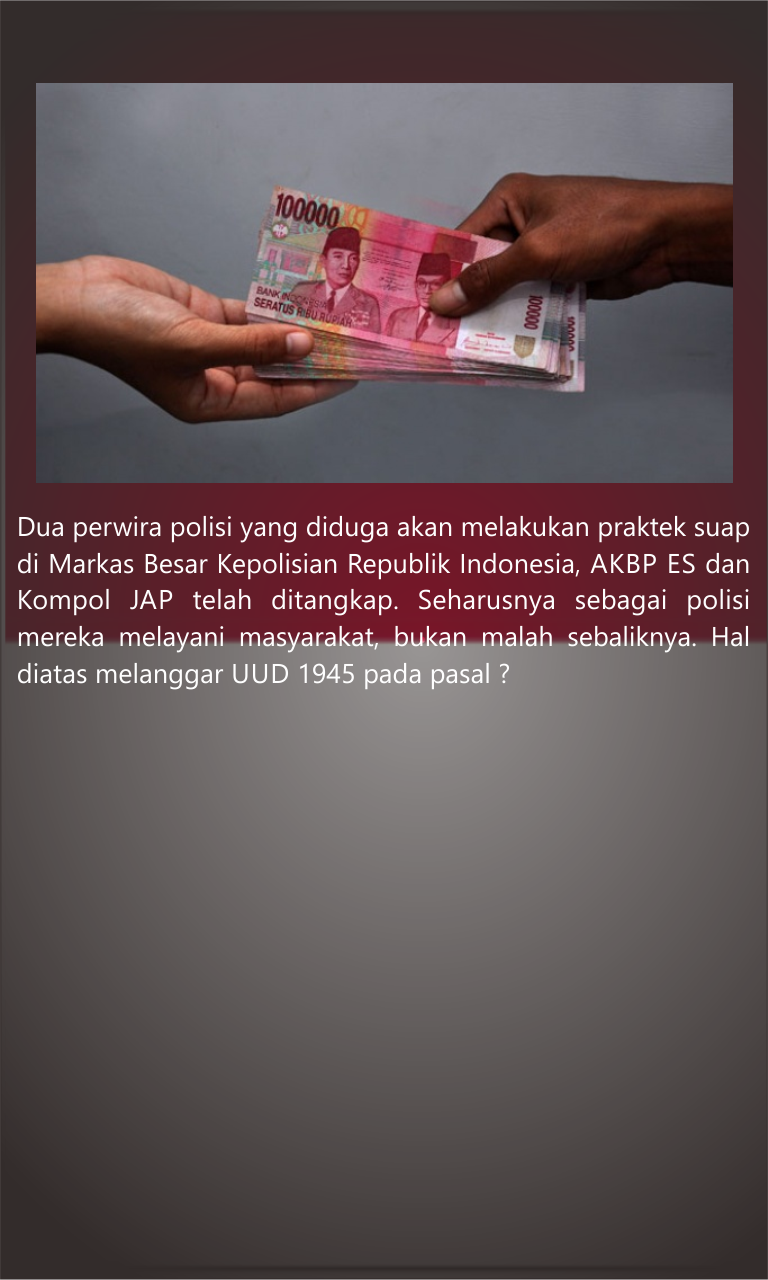 100000
BANK INDONESIA
SERATUS RIBU RUPIAH
100000
Dua perwira polisi yang diduga akan melakukan praktek suap
di Markas Besar Kepolisian Republik Indonesia, AKBP ES dan
Kompol JAP telah ditangkap. Seharusnya sebagai polisi
mereka melayani masyarakat, bukan malah sebaliknya. Hal
diatas melanggar UUD 1945 pada pasal ?